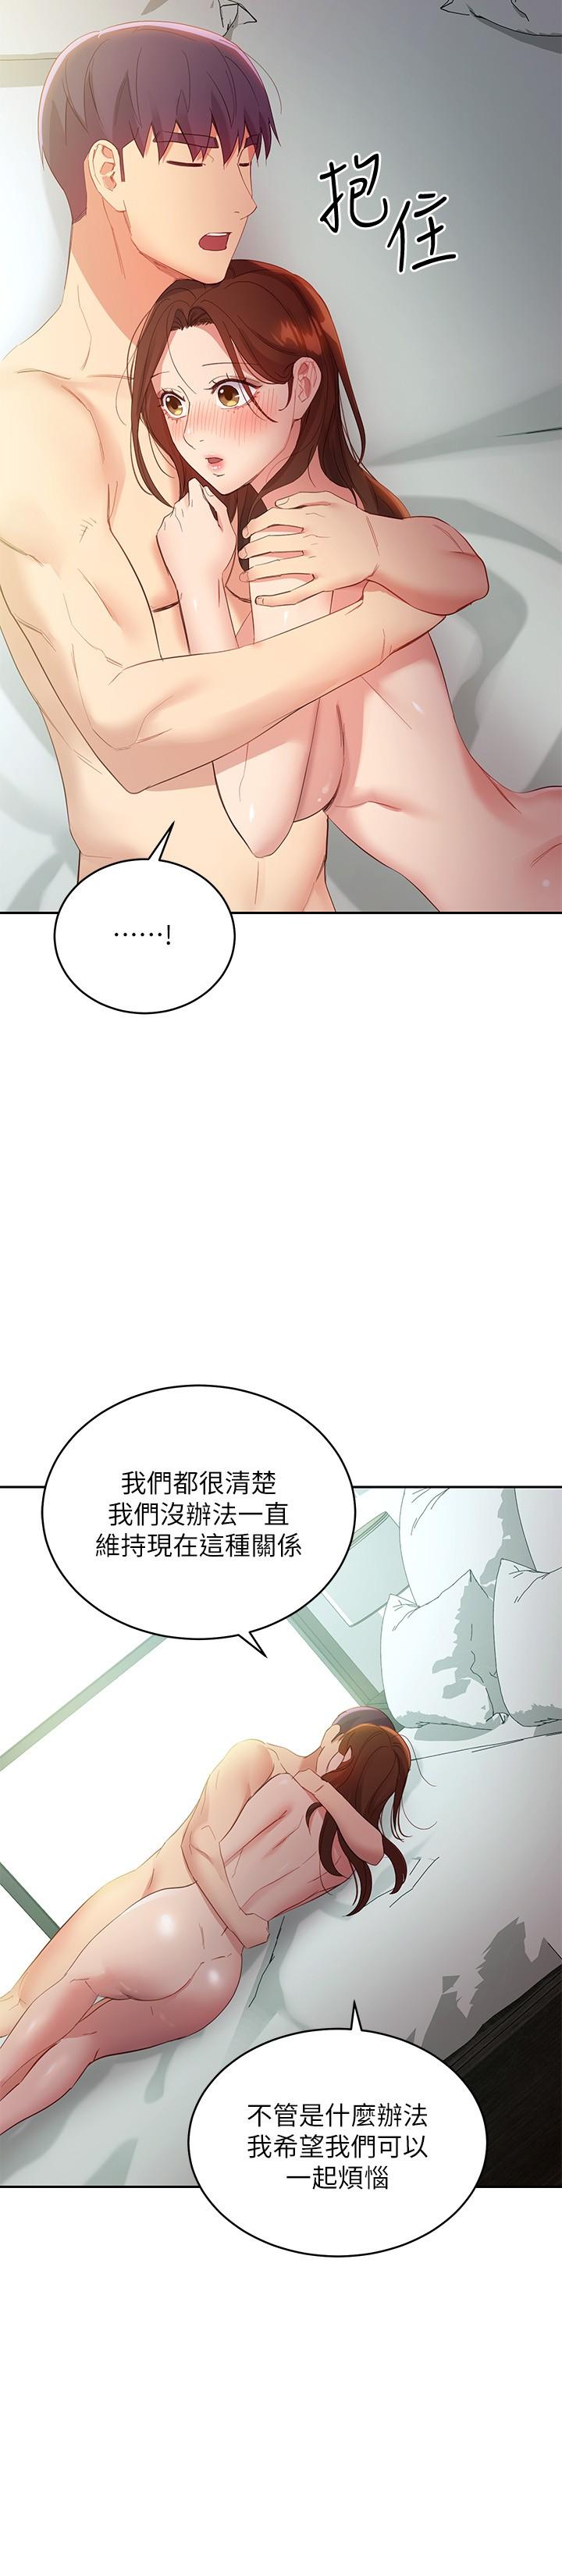 抱住
……!
我們都很清楚
我們沒辦法一直
維持現在這種關係
不管是什麼辦法
我希望我們可以
一起煩惱